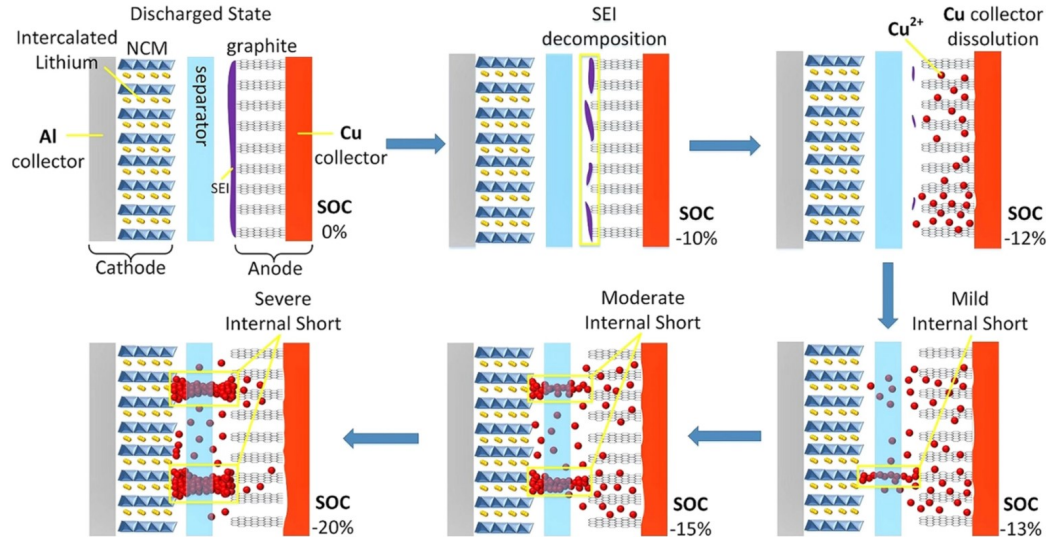 Discharged State
Intercalated
Lithium
NCM
graphite
Al
collector
separator
SEI
Cu
collector
SOC
0%
Cathode
Anode
SEI
decomposition
SOC
-10%
Cu²⁺
Cu collector
dissolution
SOC
-12%
Severe
Internal Short
SOC
-20%
Moderate
Internal Short
SOC
-15%
Mild
Internal Short
SOC
-13%